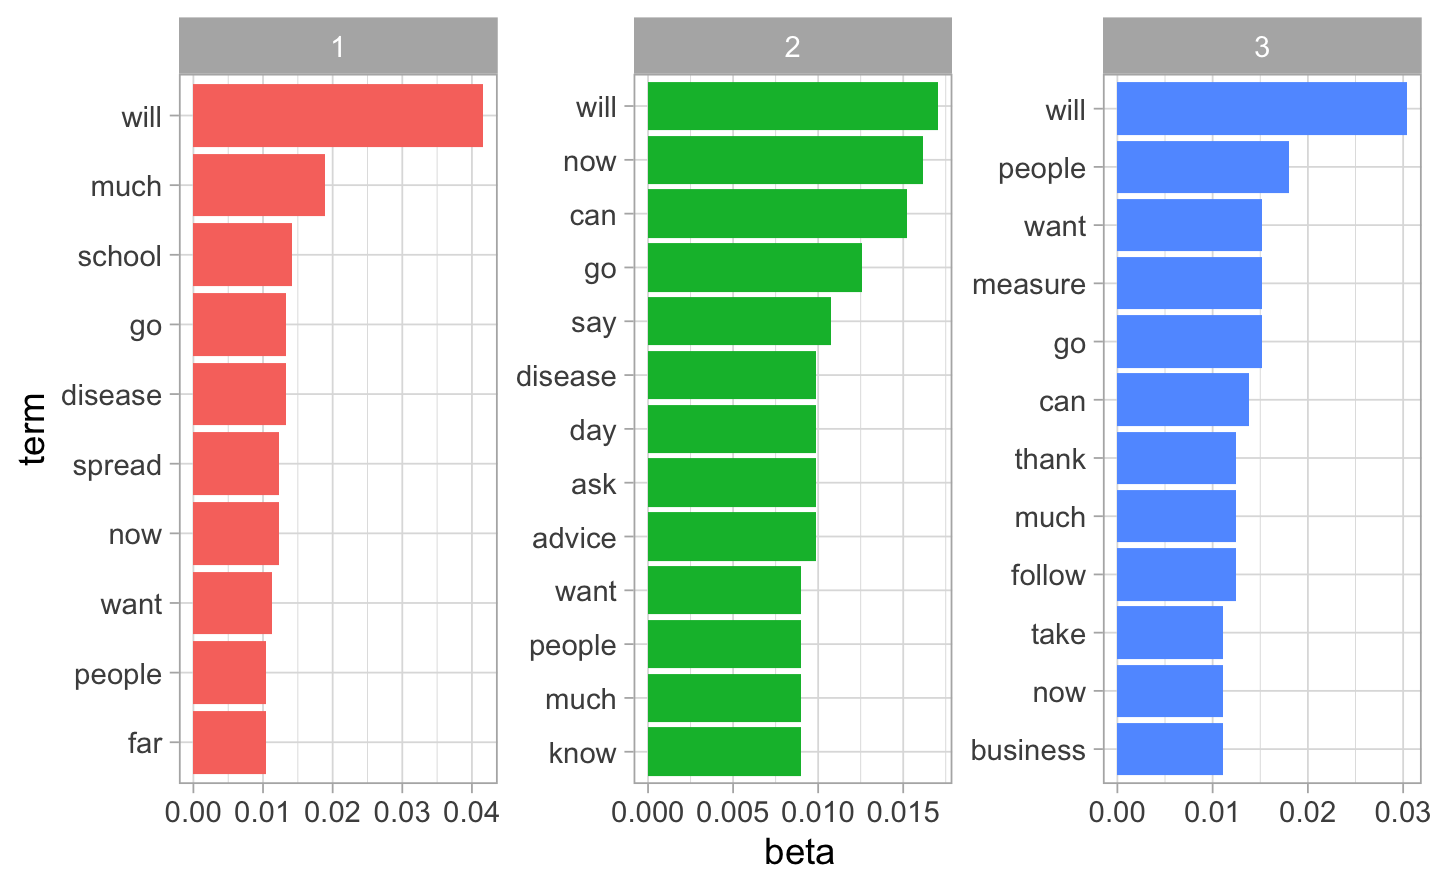 1
2
3
term
will
much
school
go
disease
spread
now
want
people
far
0.00 0.01 0.02 0.03 0.04
will
now
can
go
say
disease
day
ask
advice
want
people
much
know
0.000 0.005 0.010 0.015
will
people
want
measure
go
can
thank
much
follow
take
now
business
0.00 0.01 0.02 0.03
beta